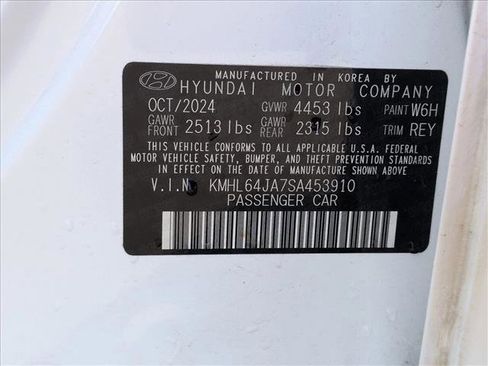 MANUFACTURED IN KOREA BY
HYUNDAI MOTOR COMPANY
OCT/2024 GVWR 4453 lbs PAINT W6H
GAWR FRONT 2513 lbs GAWR REAR 2315 lbs TRIM REY
THIS VEHICLE CONFORMS TO ALL APPLICABLE U.S.A. FEDERAL
MOTOR VEHICLE SAFETY, BUMPER, AND THEFT PREVENTION STANDARDS
IN EFFECT ON THE DATE OF MANUFACTURE SHOWN ABOVE.
V.I.N. KMHL64JA7SA453910
PASSENGER CAR